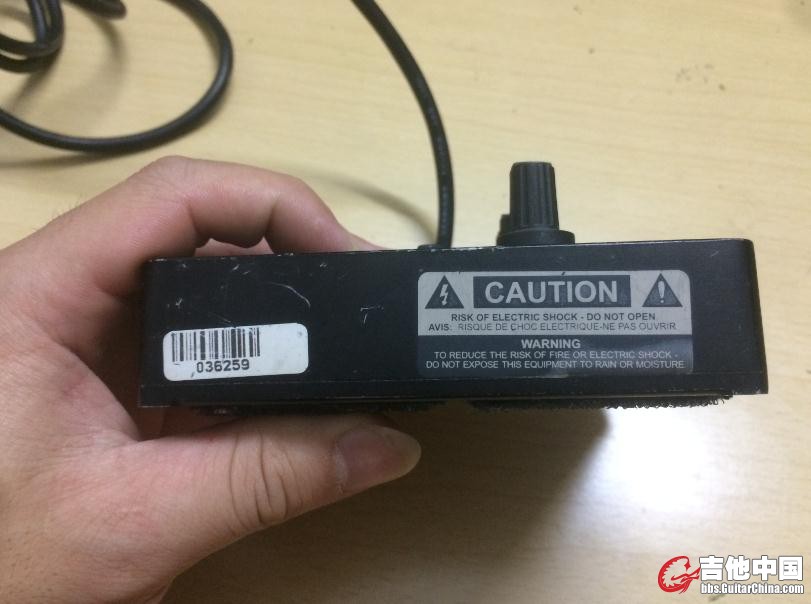 CAUTION
RISK OF ELECTRIC SHOCK - DO NOT OPEN
AVIS: RISQUE DE CHOC ELECTRIQUE-NE PAS OUVRIR
WARNING
TO REDUCE THE RISK OF FIRE OR ELECTRIC SHOCK -
DO NOT EXPOSE THIS EQUIPMENT TO RAIN OR MOISTURE
036259
吉他中国
bbs.GuitarChina.com